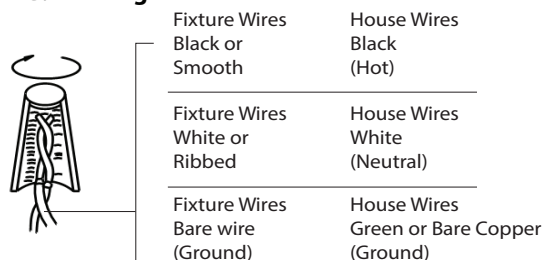 Fixture Wires House Wires
Black or Black
Smooth (Hot)
Fixture Wires House Wires
White or White
Ribbed (Neutral)
Fixture Wires House Wires
Bare wire Green or Bare Copper
(Ground) (Ground)